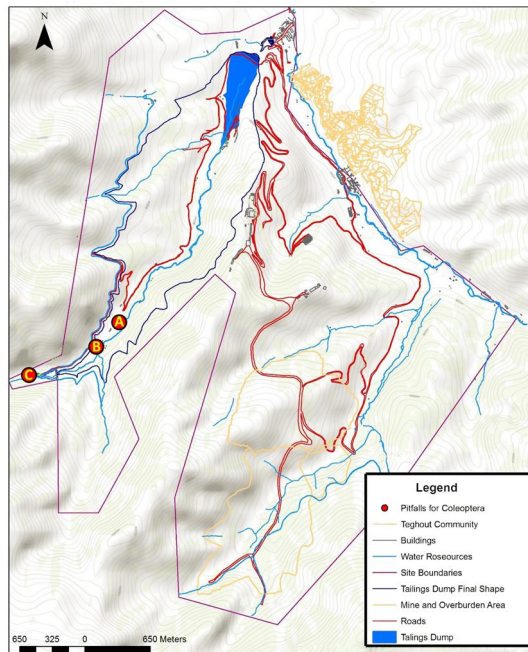 N
A
B
C
Legend
Pitfalls for Coleoptera
Teghout Community
Buildings
Water Roseources
Site Boundaries
Tailings Dump Final Shape
Mine and Overburden Area
Roads
Talings Dump
650 325 0 650 Meters